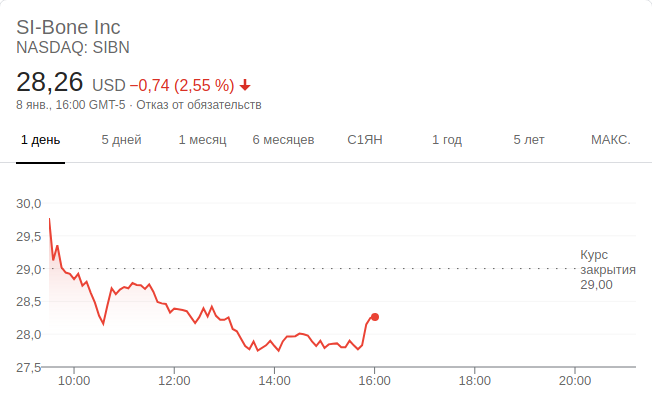 SI-Bone Inc
NASDAQ: SIBN
28,26 USD −0,74 (2,55 %)
8 янв., 16:00 GMT-5 · Отказ от обязательств
1 день 5 дней 1 месяц 6 месяцев С1ЯН 1 год 5 лет МАКС.
30,0
29,5
29,0
28,5
28,0
27,5
Курс
закрытия
29,00
10:00 12:00 14:00 16:00 18:00 20:00